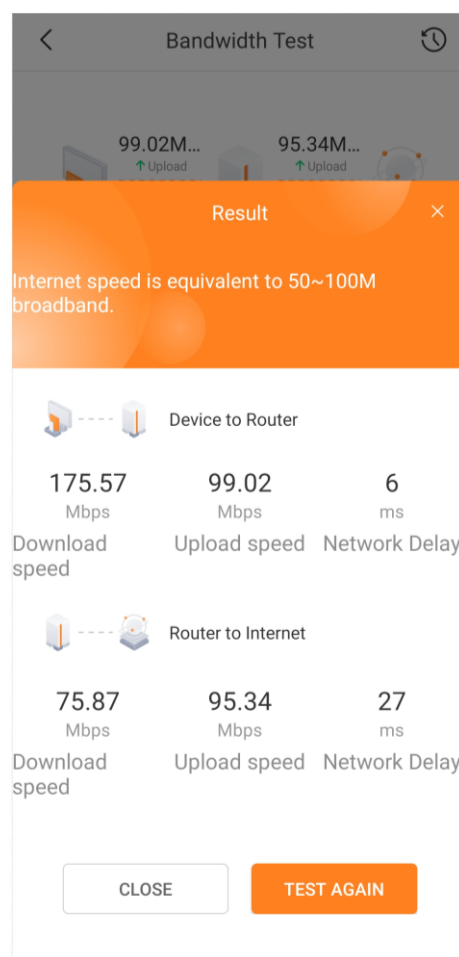 Bandwidth Test
99.02M...
95.34M...
↑ Upload
↑ Upload
Result
×
Internet speed is equivalent to 50~100M
broadband.
Device to Router
175.57
99.02
6
Mbps
Mbps
ms
Download
speed
Upload speed
Network Delay
Router to Internet
75.87
95.34
27
Mbps
Mbps
ms
Download
speed
Upload speed
Network Delay
CLOSE
TEST AGAIN